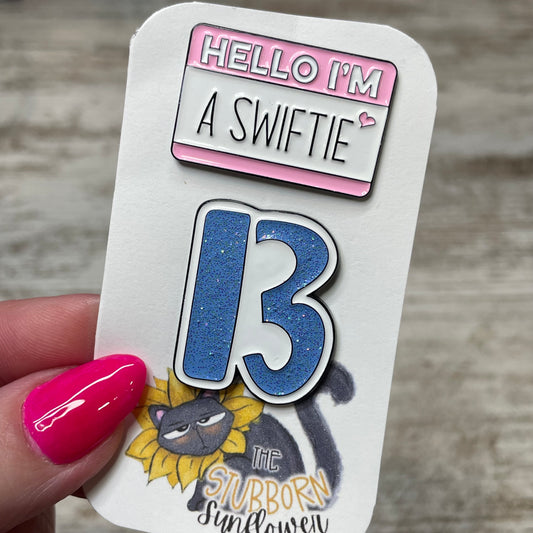 HELLO I'M
A SWIFTIE
13
THE
STUBBORN
Sunflower